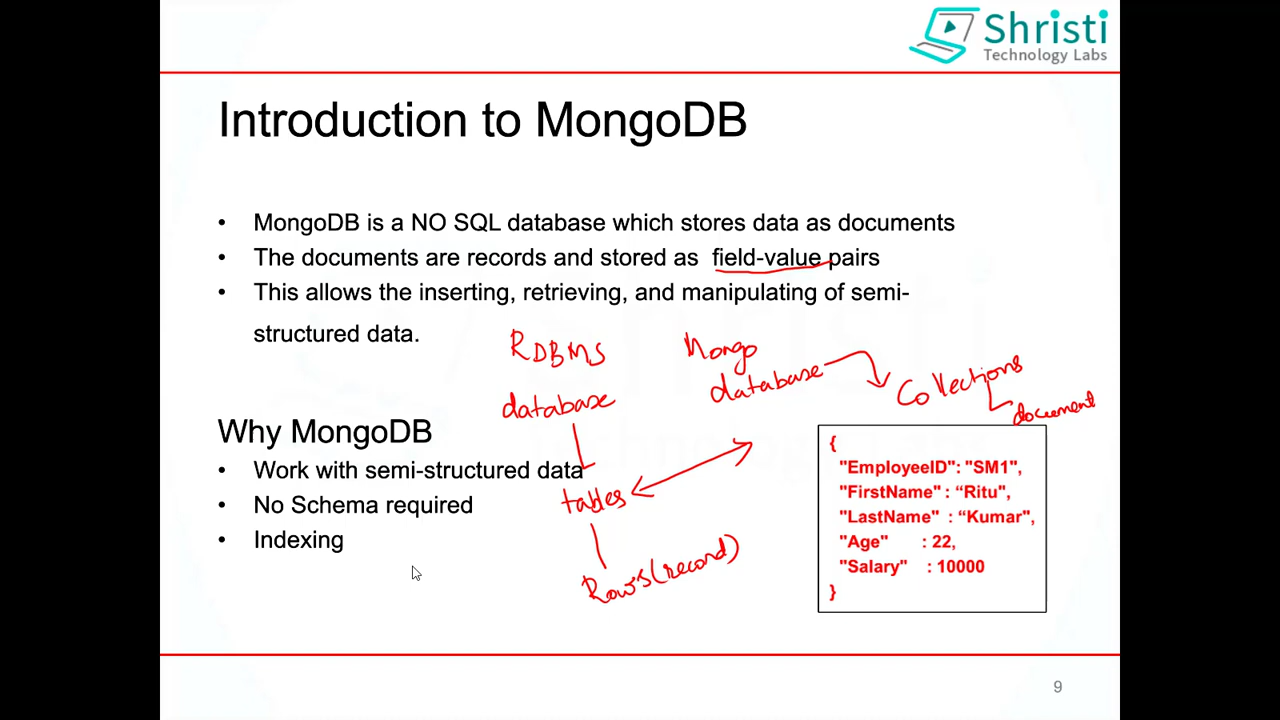 Shristi
Technology Labs
Introduction to MongoDB
• MongoDB is a NO SQL database which stores data as documents
• The documents are records and stored as field-value pairs
• This allows the inserting, retrieving, and manipulating of semi-
structured data.
RDBMS
database
tables
Rows(record)
Mongo
database
Collections
document
Why MongoDB
• Work with semi-structured data
• No Schema required
• Indexing
{
"EmployeeID": "SM1",
"FirstName" : “Ritu",
"LastName" : “Kumar",
"Age" : 22,
"Salary" : 10000
}
9